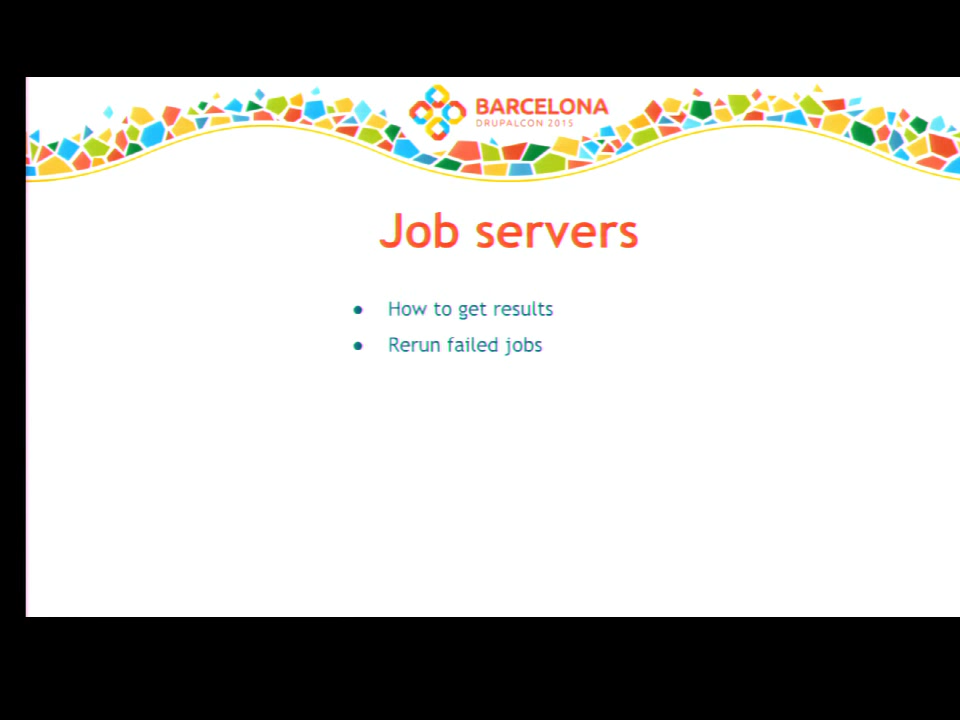 BARCELONA
DRUPALCON 2015
Job servers
● How to get results
● Rerun failed jobs